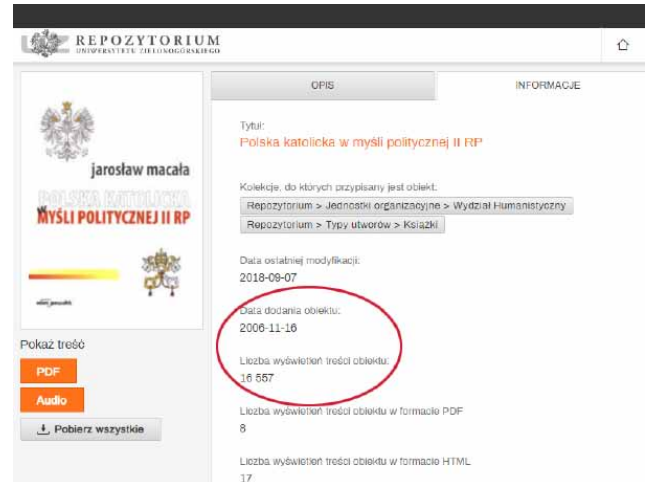 REPOZYTORIUM
UNIWERSYTETU ZIELONOGÓRSKIEGO
OPIS
INFORMACJE
jarosław macała
POLSKA KATOLICKA
W MYŚLI POLITYCZNEJ II RP
Pokaż treść
PDF
Audio
Pobierz wszystkie
Tytuł:
Polska katolicka w myśli politycznej II RP
Kolekcje, do których przypisany jest obiekt:
Repozytorium > Jednostki organizacyjne > Wydział Humanistyczny
Repozytorium > Typy utworów > Książki
Data ostatniej modyfikacji:
2018-09-07
Data dodania obiektu:
2006-11-16
Liczba wyświetleń treści obiektu:
16 557
Liczba wyświetleń treści obiektu w formacie PDF
8
Liczba wyświetleń treści obiektu w formacie HTML
17